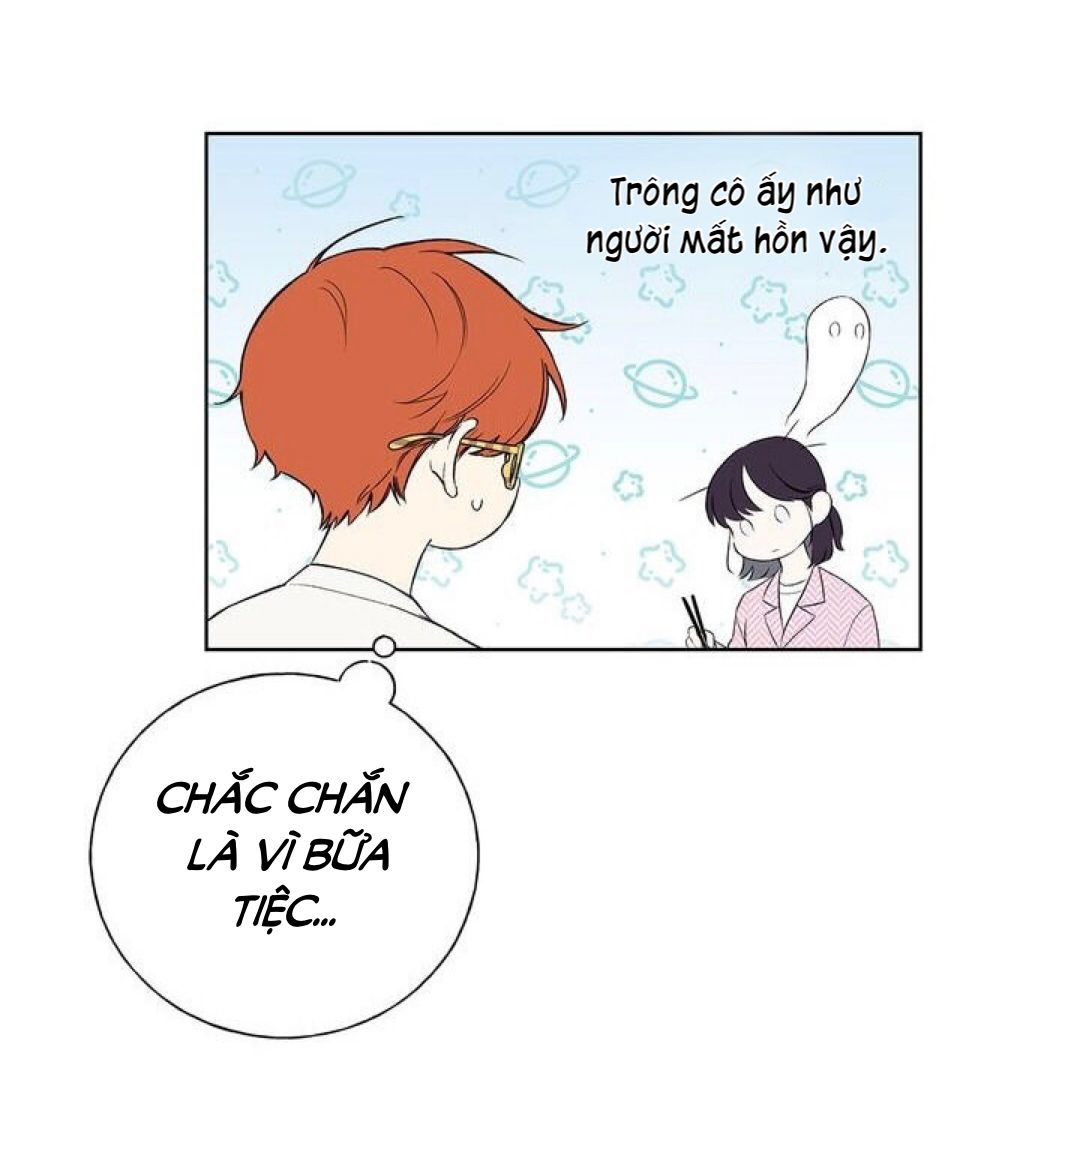 Trông cô ấy như
người mất hồn vậy.
CHẮC CHẮN
LÀ VÌ BỮA
TIỆC...